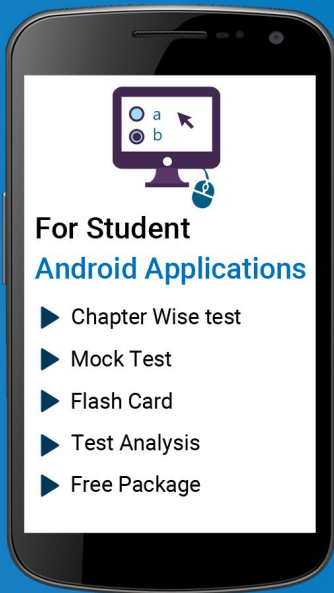 a
b
For Student
Android Applications
Chapter Wise test
Mock Test
Flash Card
Test Analysis
Free Package